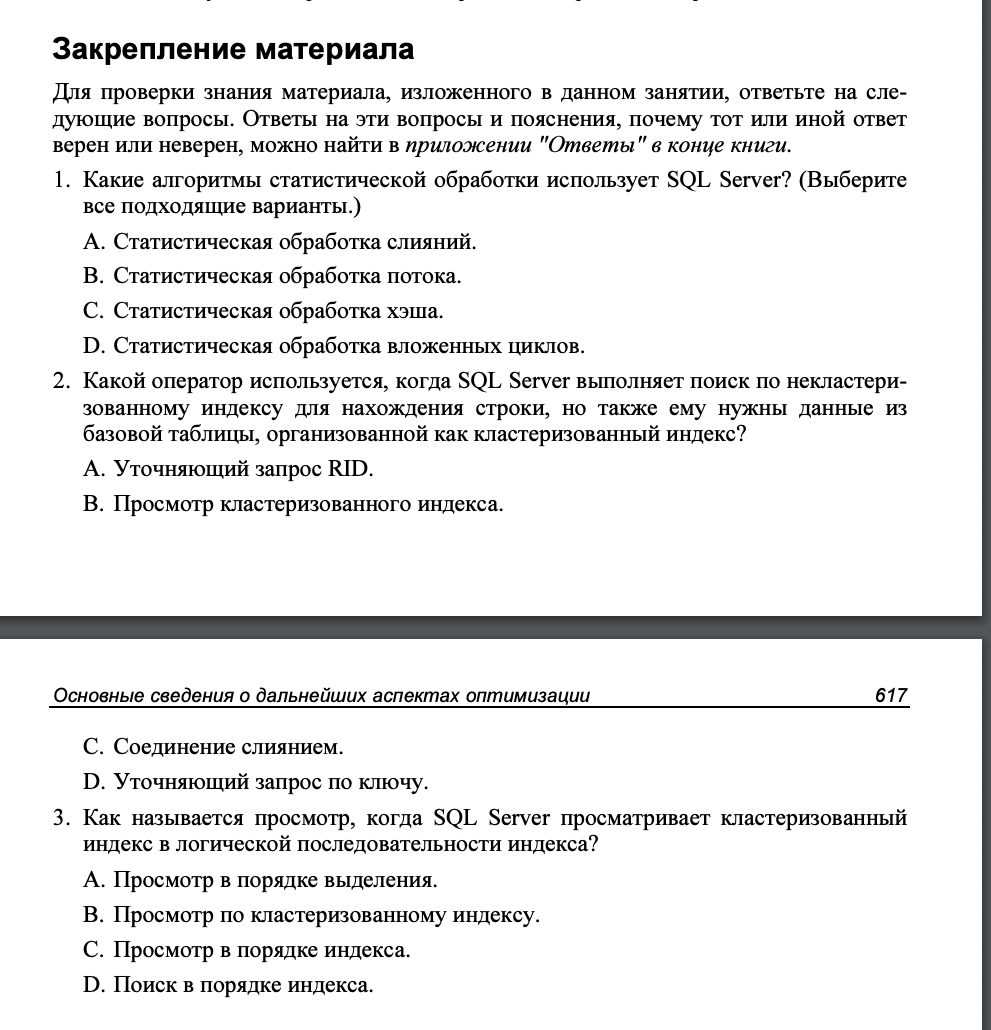 Закрепление материала
Для проверки знания материала, изложенного в данном занятии, ответьте на сле-
дующие вопросы. Ответы на эти вопросы и пояснения, почему тот или иной ответ
верен или неверен, можно найти в приложении "Ответы" в конце книги.
1. Какие алгоритмы статистической обработки использует SQL Server? (Выберите
все подходящие варианты.)
A. Статистическая обработка слияний.
B. Статистическая обработка потока.
C. Статистическая обработка хэша.
D. Статистическая обработка вложенных циклов.
2. Какой оператор используется, когда SQL Server выполняет поиск по некластери-
зованному индексу для нахождения строки, но также ему нужны данные из
базовой таблицы, организованной как кластеризованный индекс?
A. Уточняющий запрос RID.
B. Просмотр кластеризованного индекса.
Основные сведения о дальнейших аспектах оптимизации 617
C. Соединение слиянием.
D. Уточняющий запрос по ключу.
3. Как называется просмотр, когда SQL Server просматривает кластеризованный
индекс в логической последовательности индекса?
A. Просмотр в порядке выделения.
B. Просмотр по кластеризованному индексу.
C. Просмотр в порядке индекса.
D. Поиск в порядке индекса.